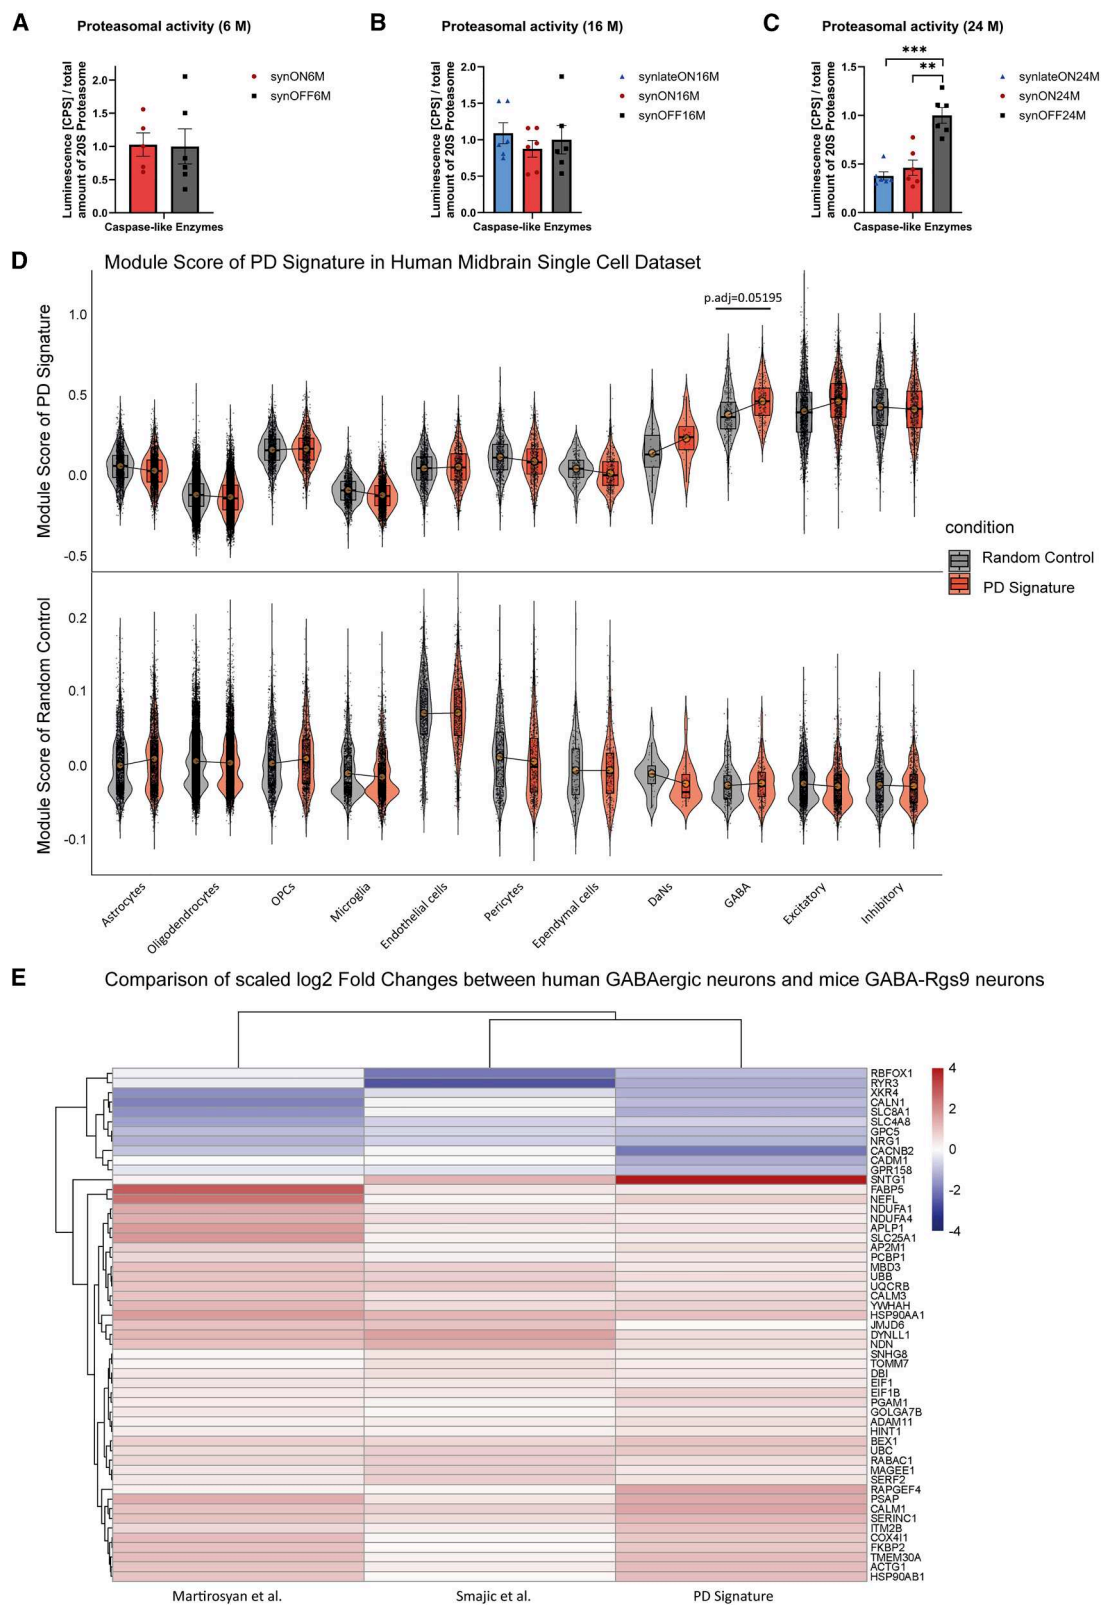 A
Proteasomal activity (6 M)
Luminescence [CPS] / total
amount of 20S Proteasome
2.0
1.5
1.0
0.5
0.0
Caspase-like Enzymes
synON6M
synOFF6M
B
Proteasomal activity (16 M)
Luminescence [CPS] / total
amount of 20S Proteasome
2.0
1.5
1.0
0.5
0.0
Caspase-like Enzymes
synlateON16M
synON16M
synOFF16M
C
Proteasomal activity (24 M)
Luminescence [CPS] / total
amount of 20S Proteasome
1.5
1.0
0.5
0.0
***
**
Caspase-like Enzymes
synlateON24M
synON24M
synOFF24M
D
Module Score of PD Signature in Human Midbrain Single Cell Dataset
Module Score of PD Signature
1.0
0.5
0.0
-0.5
p.adj=0.05195
condition
Random Control
PD Signature
Module Score of Random Control
0.2
0.1
0.0
-0.1
Astrocytes
Oligodendrocytes
OPCs
Microglia
Endothelial cells
Pericytes
Ependymal cells
DaNs
GABA
Excitatory
Inhibitory
E
Comparison of scaled log2 Fold Changes between human GABAergic neurons and mice GABA-Rgs9 neurons
RBFOX1
RYR3
XKR4
CALN1
SLC8A1
SLC4A8
GPC5
NRG1
CACNB2
CADM1
GPR158
SNTG1
FABP5
NEFL
NDUFA1
NDUFA4
APLP1
SLC25A1
AP2M1
PCBP1
MBD3
UBB
UQCRB
CALM3
YWHAH
HSP90AA1
JMJD6
DYNLL1
NDN
SNHG8
TOMM7
DBI
EIF1
EIF1B
PGAM1
GOLGA7B
ADAM11
HINT1
BEX1
UBC
RABAC1
MAGEE1
SERF2
RAPGEF4
PSAP
CALM1
SERINC1
ITM2B
COX4I1
FKBP2
TMEM30A
ACTG1
HSP90AB1
4
2
0
-2
-4
Martirosyan et al.
Smajic et al.
PD Signature